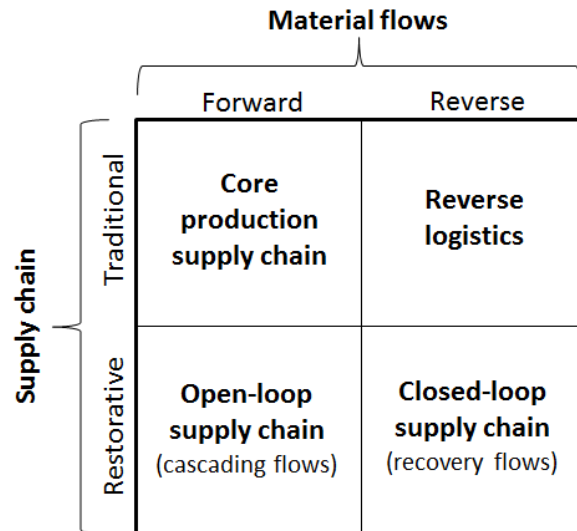 Material flows
Forward
Reverse
Supply chain
Traditional
Core
production
supply chain
Reverse
logistics
Restorative
Open-loop
supply chain
(cascading flows)
Closed-loop
supply chain
(recovery flows)